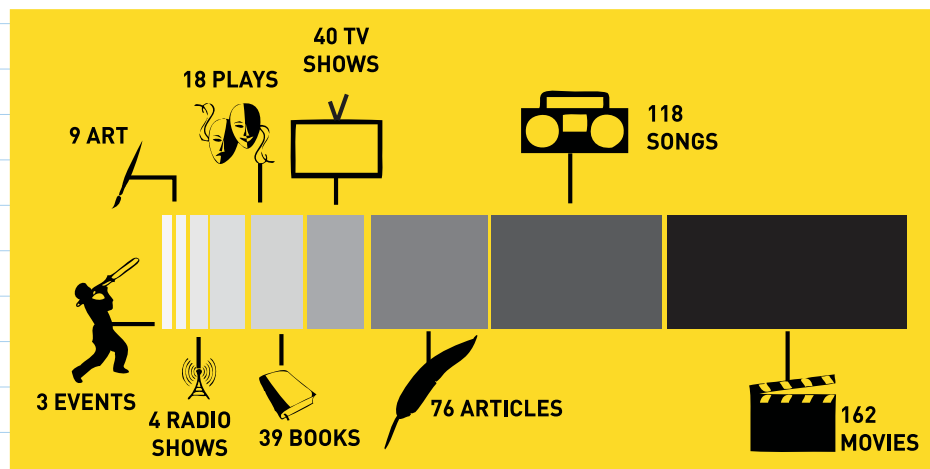 40 TV
SHOWS
18 PLAYS
9 ART
118
SONGS
3 EVENTS
4 RADIO
SHOWS
39 BOOKS
76 ARTICLES
162
MOVIES